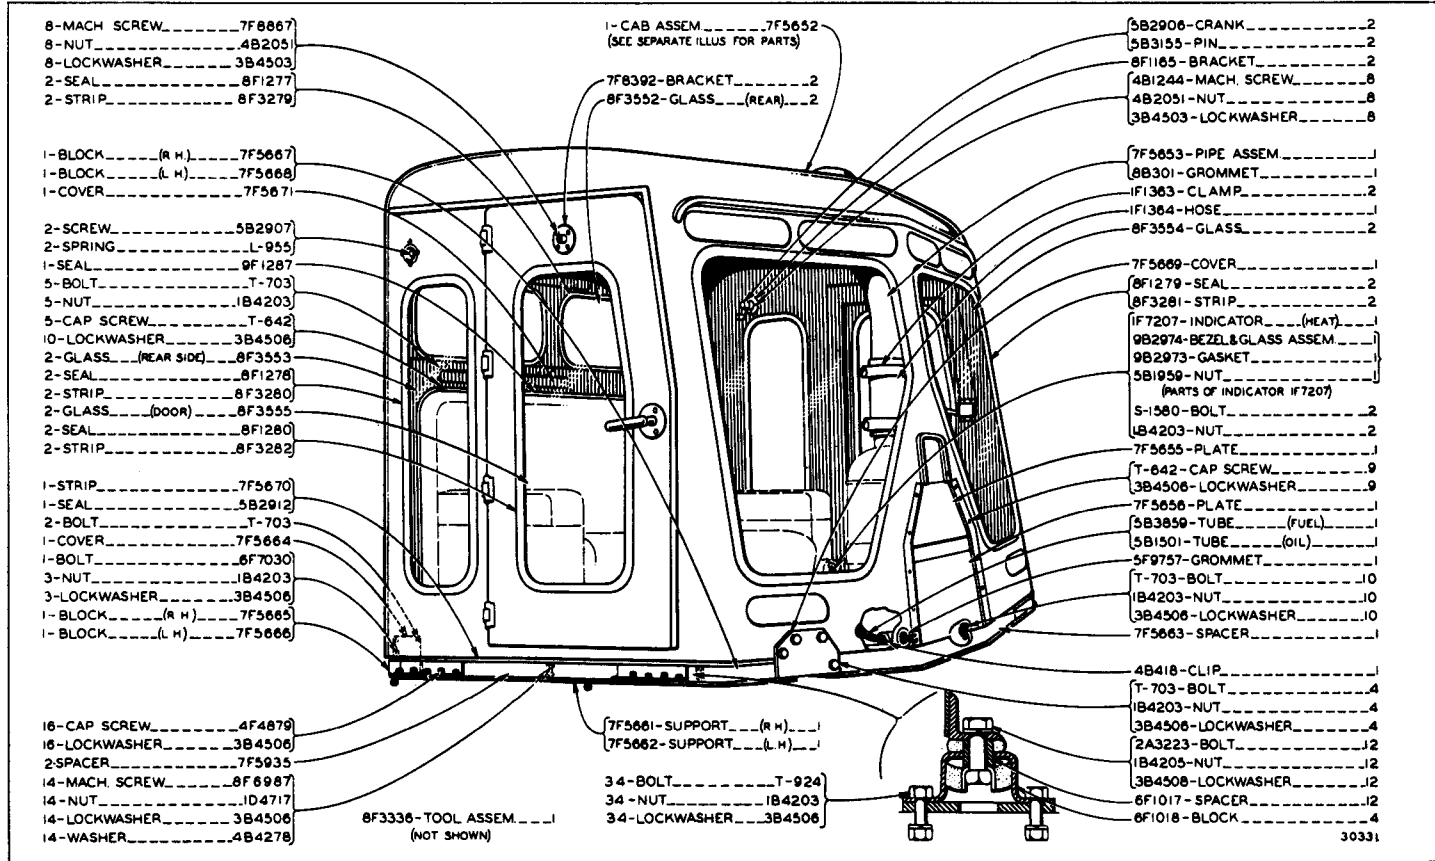 8-MACH SCREW 7F8867
8-NUT 4B2051
8-LOCKWASHER 3B4503
2-SEAL 8F1277
2-STRIP 8F3279
1-BLOCK (R H.) 7F5667
1-BLOCK (L H) 7F5668
1-COVER 7F5671
2-SCREW 5B2907
2-SPRING L-955
1-SEAL 9F1287
5-BOLT T-703
5-NUT 1B4203
5-CAP SCREW T-642
10-LOCKWASHER 3B4506
2-GLASS (REAR SIDE) 8F3553
2-SEAL 8F1278
2-STRIP 8F3280
2-GLASS (DOOR) 8F3555
2-SEAL 8F1280
2-STRIP 8F3282
1-STRIP 7F5670
1-SEAL 5B2912
2-BOLT T-703
1-COVER 7F5664
1-BOLT 6F7030
3-NUT 1B4203
3-LOCKWASHER 3B4506
1-BLOCK (R H) 7F5665
1-BLOCK (L H) 7F5666
16-CAP SCREW 4F4879
16-LOCKWASHER 3B4506
2-SPACER 7F5935
14-MACH. SCREW 8F6987
14-NUT 1D4717
14-LOCKWASHER 3B4506
14-WASHER 4B4278
1-CAB ASSEM. 7F5652
(SEE SEPARATE ILLUS FOR PARTS)
7F8392-BRACKET 2
8F3552-GLASS (REAR) 2
7F5661-SUPPORT (R H) 1
7F5662-SUPPORT (L H) 1
34-BOLT T-924
34-NUT 1B4203
34-LOCKWASHER 3B4506
8F3336-TOOL ASSEM. 1
(NOT SHOWN)
5B2906-CRANK 2
5B3155-PIN 2
8F1165-BRACKET 2
4B1244-MACH. SCREW 8
4B2051-NUT 8
3B4503-LOCKWASHER 8
7F5653-PIPE ASSEM. 1
8B301-GROMMET 1
1F1363-CLAMP 2
1F1364-HOSE 1
8F3554-GLASS 2
7F5669-COVER 1
8F1279-SEAL 2
8F3281-STRIP 2
1F7207-INDICATOR (HEAT) 1
9B2974-BEZEL&GLASS ASSEM. 1
9B2973-GASKET 1
5B1959-NUT 1
(PARTS OF INDICATOR 1F7207)
S-1580-BOLT 2
1B4203-NUT 2
7F5655-PLATE 1
T-642-CAP SCREW 9
3B4506-LOCKWASHER 9
7F5656-PLATE 1
5B3859-TUBE (FUEL) 1
5B1501-TUBE (OIL) 1
5F9757-GROMMET 1
T-703-BOLT 10
1B4203-NUT 10
3B4506-LOCKWASHER 10
7F5663-SPACER 1
4B418-CLIP 1
T-703-BOLT 4
1B4203-NUT 4
3B4506-LOCKWASHER 4
2A3223-BOLT 12
1B4205-NUT 12
3B4508-LOCKWASHER 12
6F1017-SPACER 12
6F1018-BLOCK 4
30331